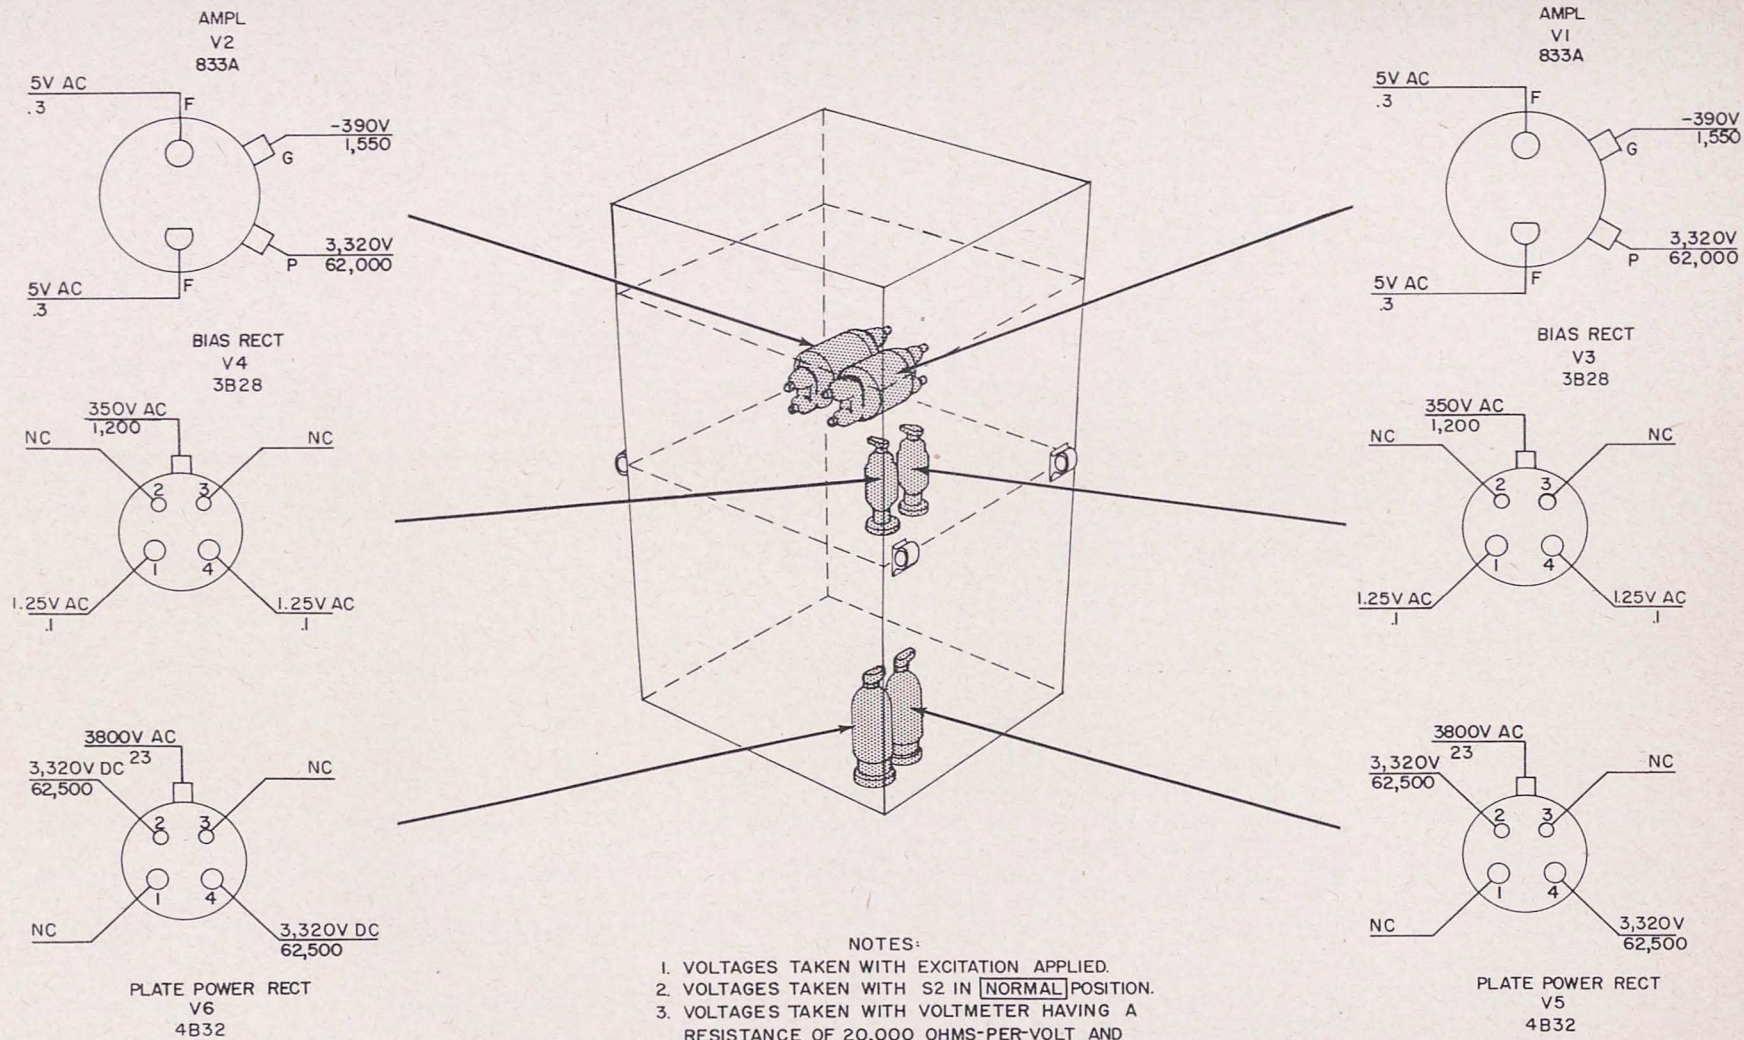 AMPL
V2
833A
5V AC
.3
F
-390V
1,550
G
3,320V
62,000
P
F
5V AC
.3
BIAS RECT
V4
3B28
350V AC
1,200
NC
NC
2
3
1
4
1.25V AC
.1
1.25V AC
.1
3800V AC
23
3,320V DC
62,500
NC
2
3
1
4
NC
3,320V DC
62,500
PLATE POWER RECT
V6
4B32
NOTES:
1. VOLTAGES TAKEN WITH EXCITATION APPLIED.
2. VOLTAGES TAKEN WITH S2 IN NORMAL POSITION.
3. VOLTAGES TAKEN WITH VOLTMETER HAVING A
RESISTANCE OF 20,000 OHMS-PER-VOLT AND
AMPL
V1
833A
5V AC
.3
F
-390V
1,550
G
3,320V
62,000
P
F
5V AC
.3
BIAS RECT
V3
3B28
350V AC
1,200
NC
NC
2
3
1
4
1.25V AC
.1
1.25V AC
.1
3800V AC
23
3,320V
62,500
NC
2
3
1
4
NC
3,320V
62,500
PLATE POWER RECT
V5
4B32